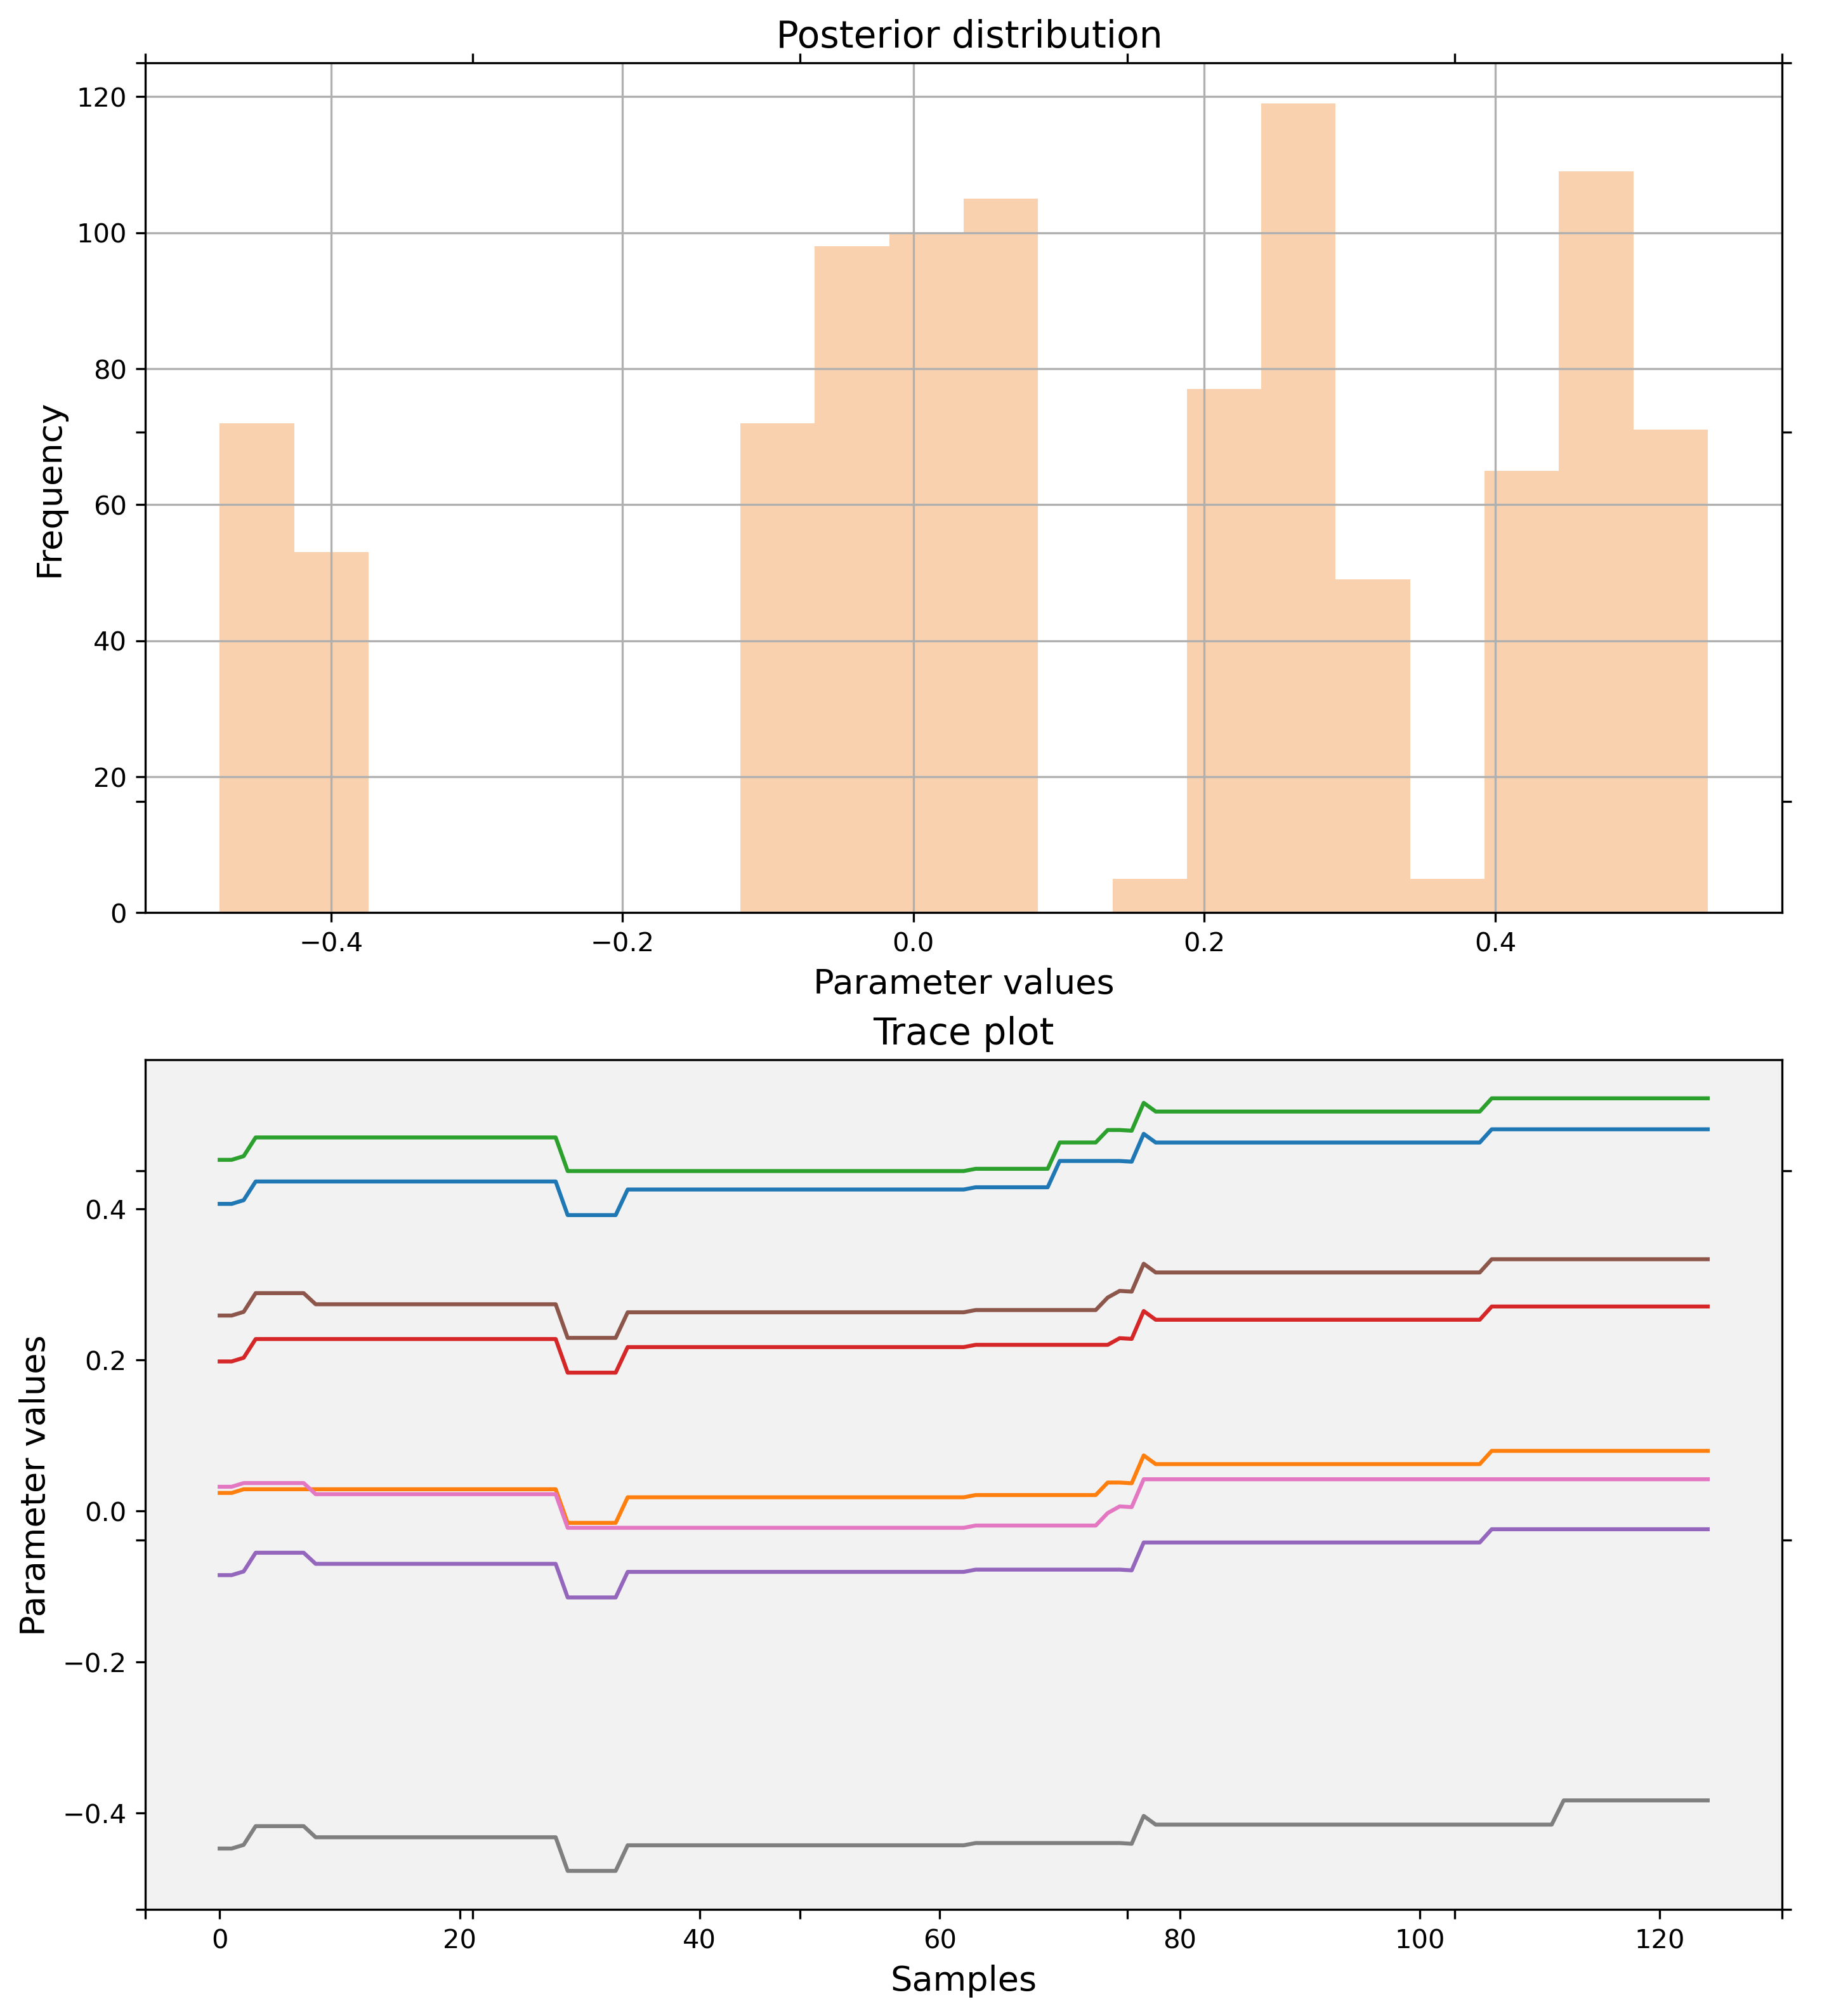 Posterior distribution
120
100
80
60
40
20
0
Frequency
−0.4 −0.2 0.0 0.2 0.4
Parameter values
Trace plot
0.4
0.2
0.0
−0.2
−0.4
Parameter values
0 20 40 60 80 100 120
Samples